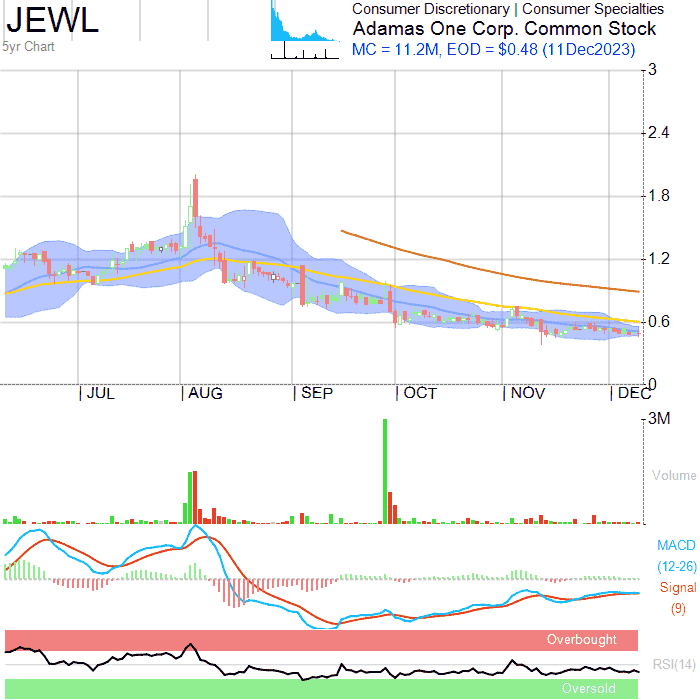 JEWL
5yr Chart
Consumer Discretionary | Consumer Specialties
Adamas One Corp. Common Stock
MC = 11.2M, EOD = $0.48 (11Dec2023)
3
2.4
1.8
1.2
0.6
0
JUL
AUG
SEP
OCT
NOV
DEC
3M
Volume
MACD
(12-26)
Signal
(9)
Overbought
RSI(14)
Oversold